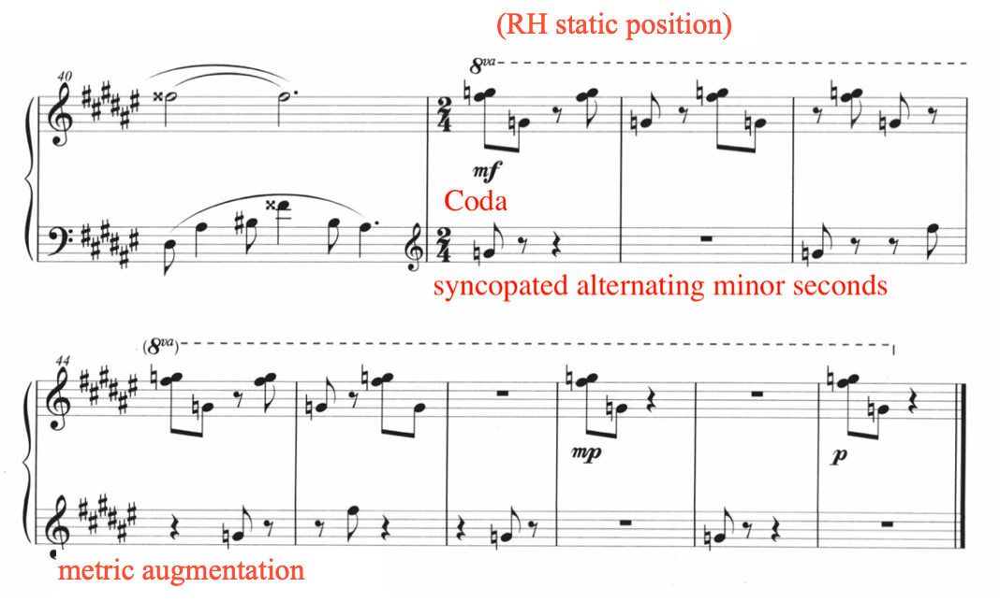 (RH static position)
40
8va
2
4
mf
Coda
2
4
syncopated alternating minor seconds
44
(8va)
mp
p
metric augmentation